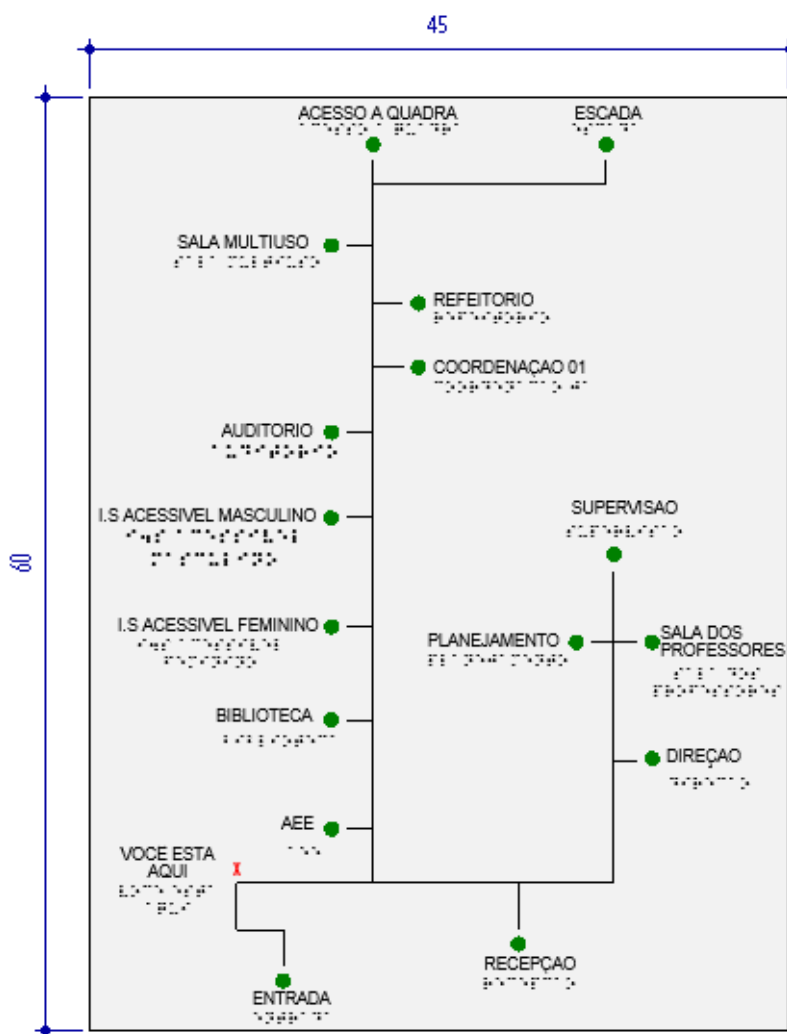 45
60
ACESSO A QUADRA
ESCADA
SALA MULTIUSO
REFEITORIO
COORDENAÇAO 01
AUDITORIO
I.S ACESSIVEL MASCULINO
SUPERVISAO
I.S ACESSIVEL FEMININO
PLANEJAMENTO
SALA DOS
PROFESSORES
BIBLIOTECA
DIREÇAO
AEE
VOCE ESTA
AQUI
X
RECEPÇAO
ENTRADA